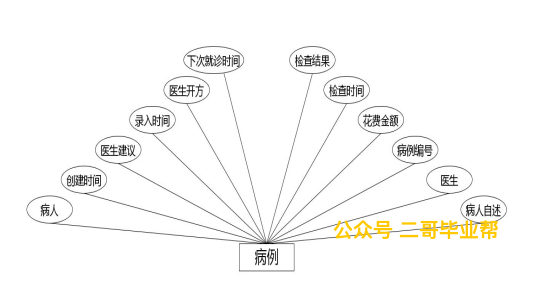 下次就诊时间
检查结果
医生开方
检查时间
录入时间
花费金额
医生建议
病例编号
创建时间
医生
病人
病人自述
公众号 二哥毕业帮
病例